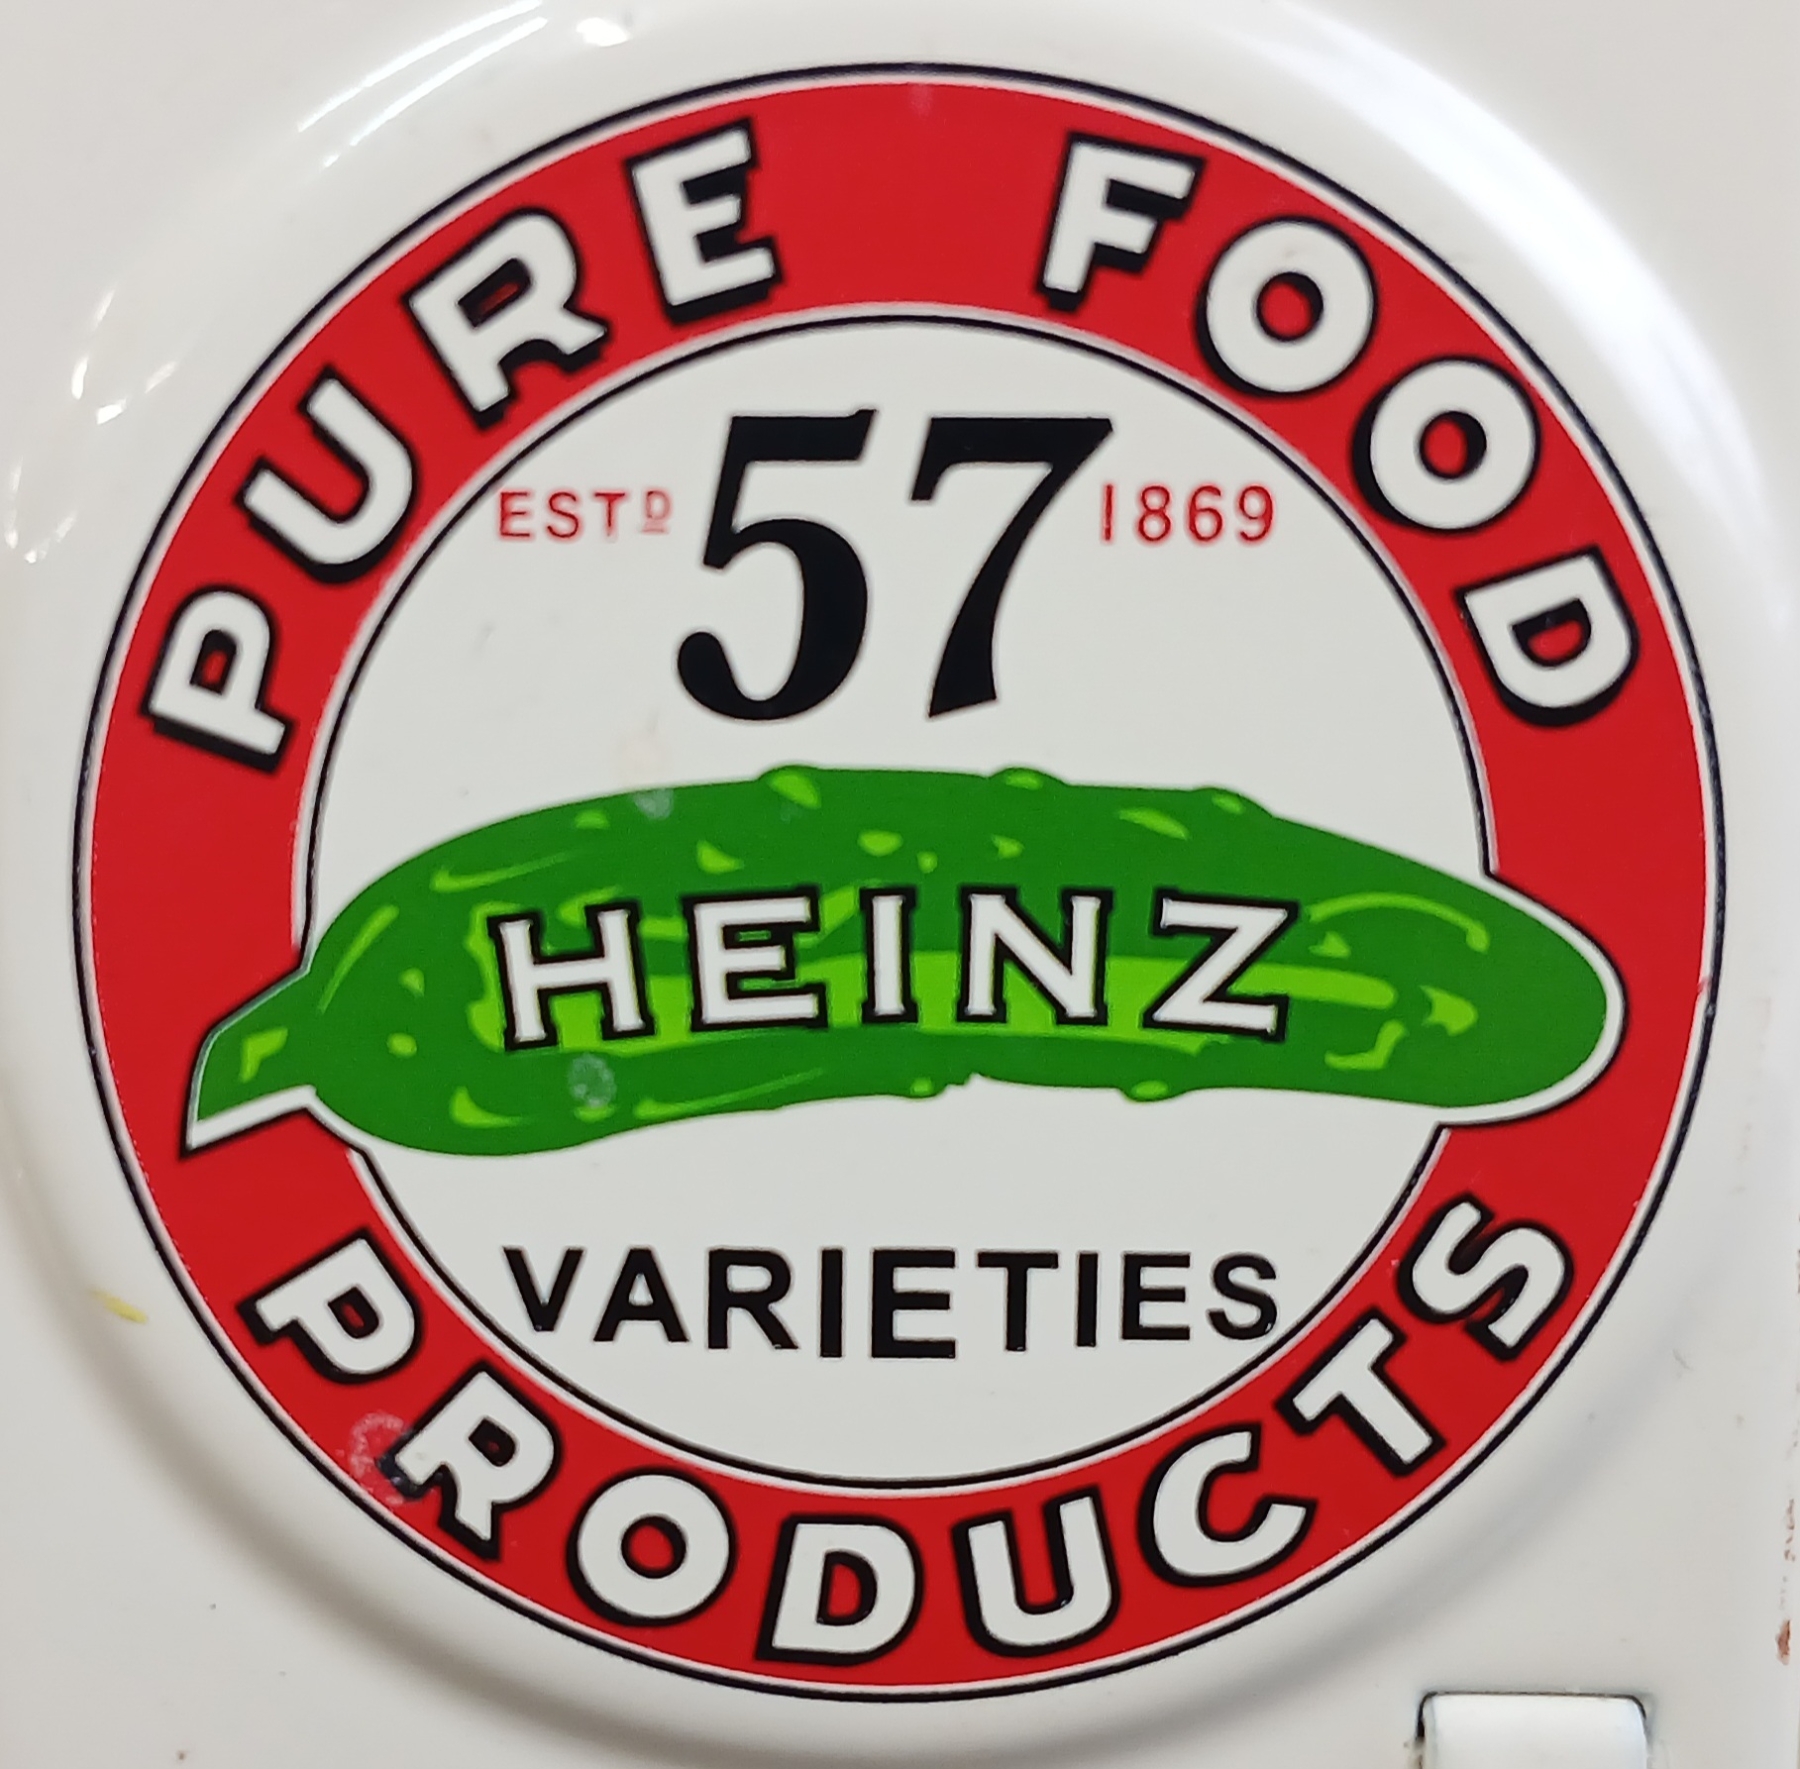 PURE FOOD
ESTD 57 1869
HEINZ
VARIETIES
PRODUCTS